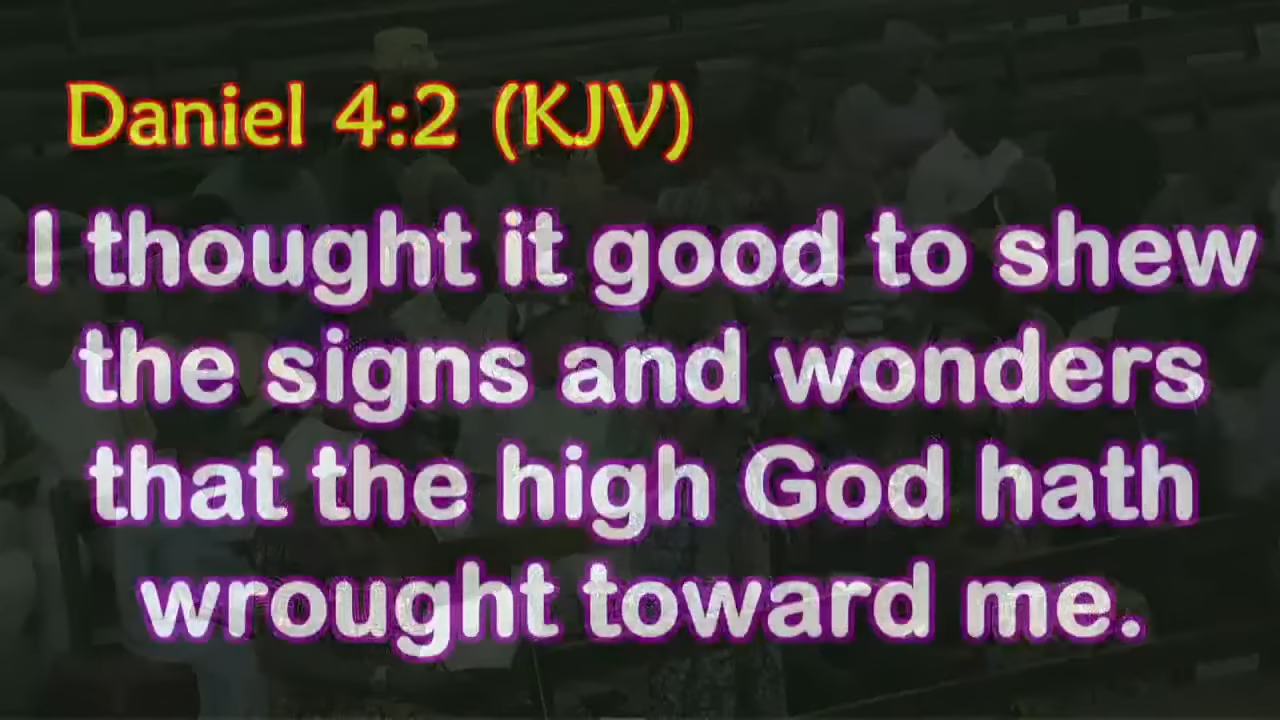 Daniel 4:2 (KJV)
I thought it good to shew
the signs and wonders
that the high God hath
wrought toward me.